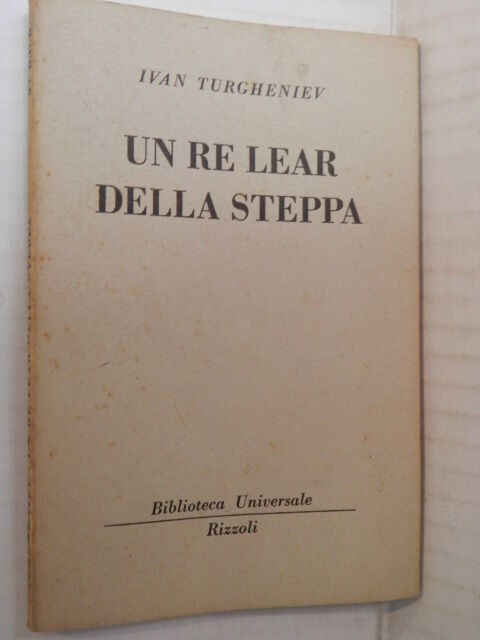 IVAN TURGHENIEV
UN RE LEAR
DELLA STEPPA
Biblioteca Universale
Rizzoli